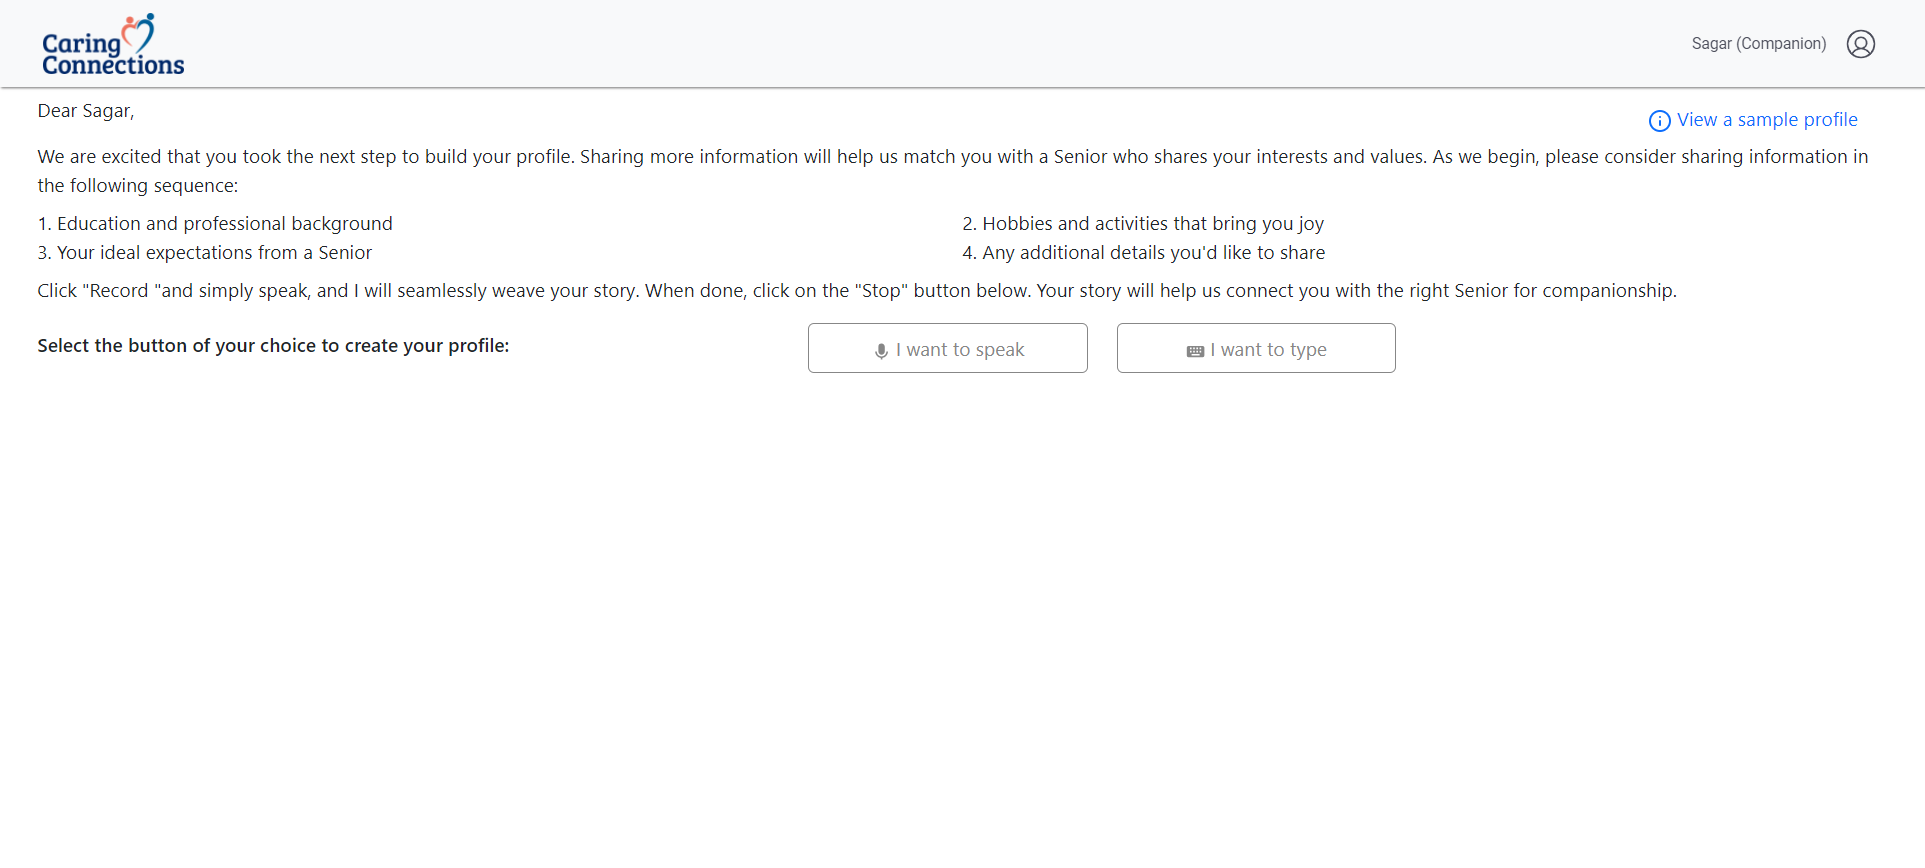 Caring
Connections
Sagar (Companion)
Dear Sagar,
View a sample profile
We are excited that you took the next step to build your profile. Sharing more information will help us match you with a Senior who shares your interests and values. As we begin, please consider sharing information in
the following sequence:
1. Education and professional background
2. Hobbies and activities that bring you joy
3. Your ideal expectations from a Senior
4. Any additional details you'd like to share
Click "Record "and simply speak, and I will seamlessly weave your story. When done, click on the "Stop" button below. Your story will help us connect you with the right Senior for companionship.
Select the button of your choice to create your profile:
I want to speak
I want to type